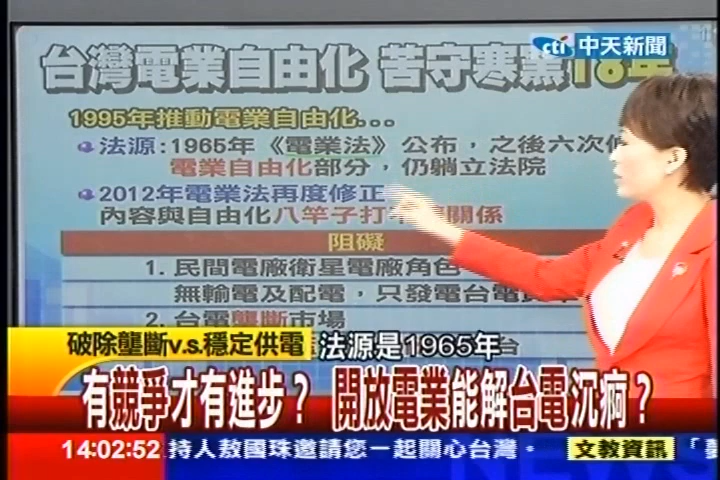 cti 中天新聞
台灣電業自由化 苦守寒窯18年
1995年推動電業自由化...
法源:1965年《電業法》公布,之後六次修
電業自由化部分,仍躺立法院
2012年電業法再度修正
內容與自由化八竿子打不 關係
阻礙
1. 民間電廠衛星電廠角色
無輸電及配電,只發電台電
2. 台電壟斷市場
台
破除壟斷v.s.穩定供電
法源是1965年
有競爭才有進步? 開放電業能解台電沉痾?
14:02:52
持人敖國珠邀請您一起關心台灣。
文教資訊
「
NEWS